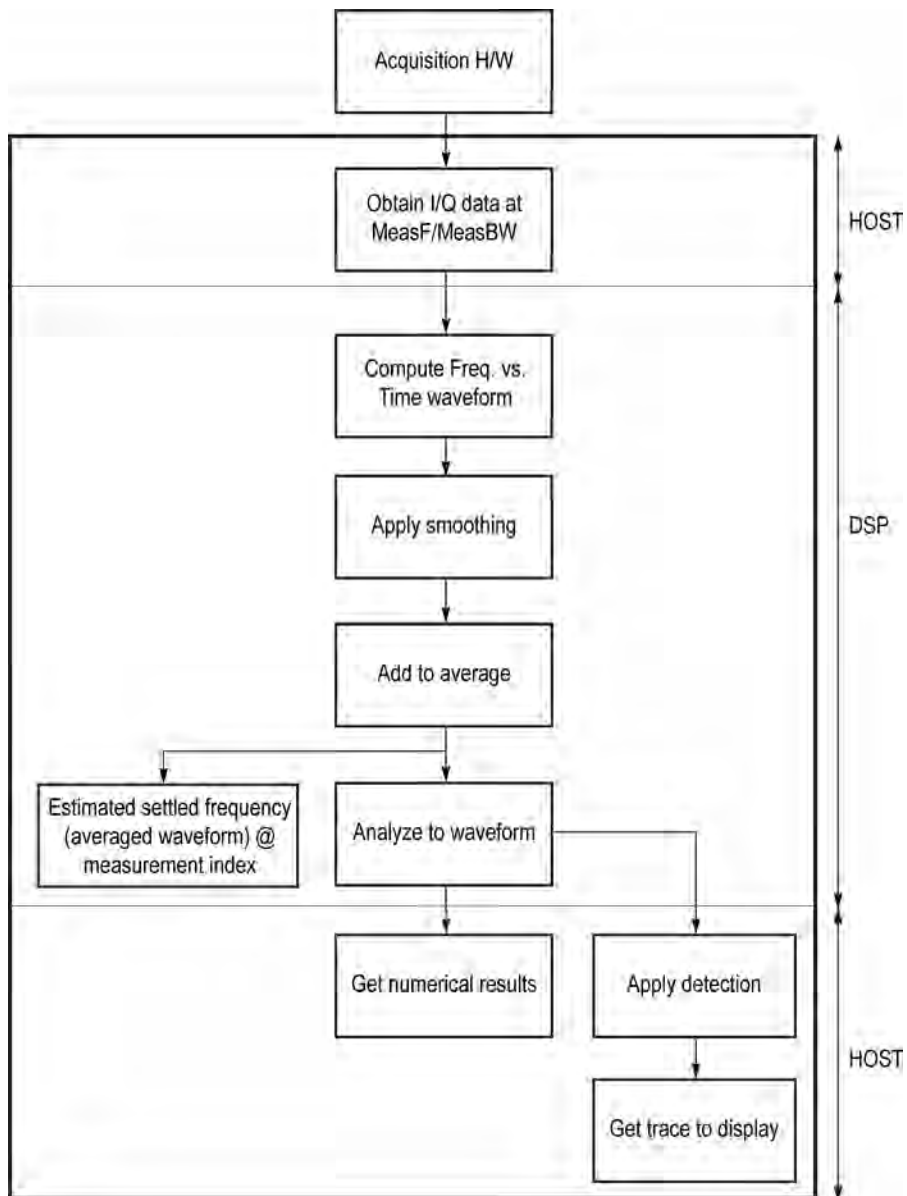 Acquisition H/W
Obtain I/Q data at
MeasF/MeasBW
HOST
Compute Freq. vs.
Time waveform
Apply smoothing
DSP
Add to average
Estimated settled frequency
(averaged waveform) @
measurement index
Analyze to waveform
Get numerical results
Apply detection
HOST
Get trace to display